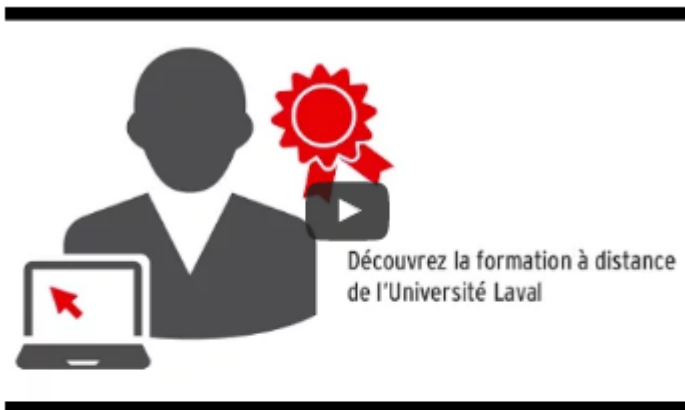 Découvrez la formation à distance
de l'Université Laval